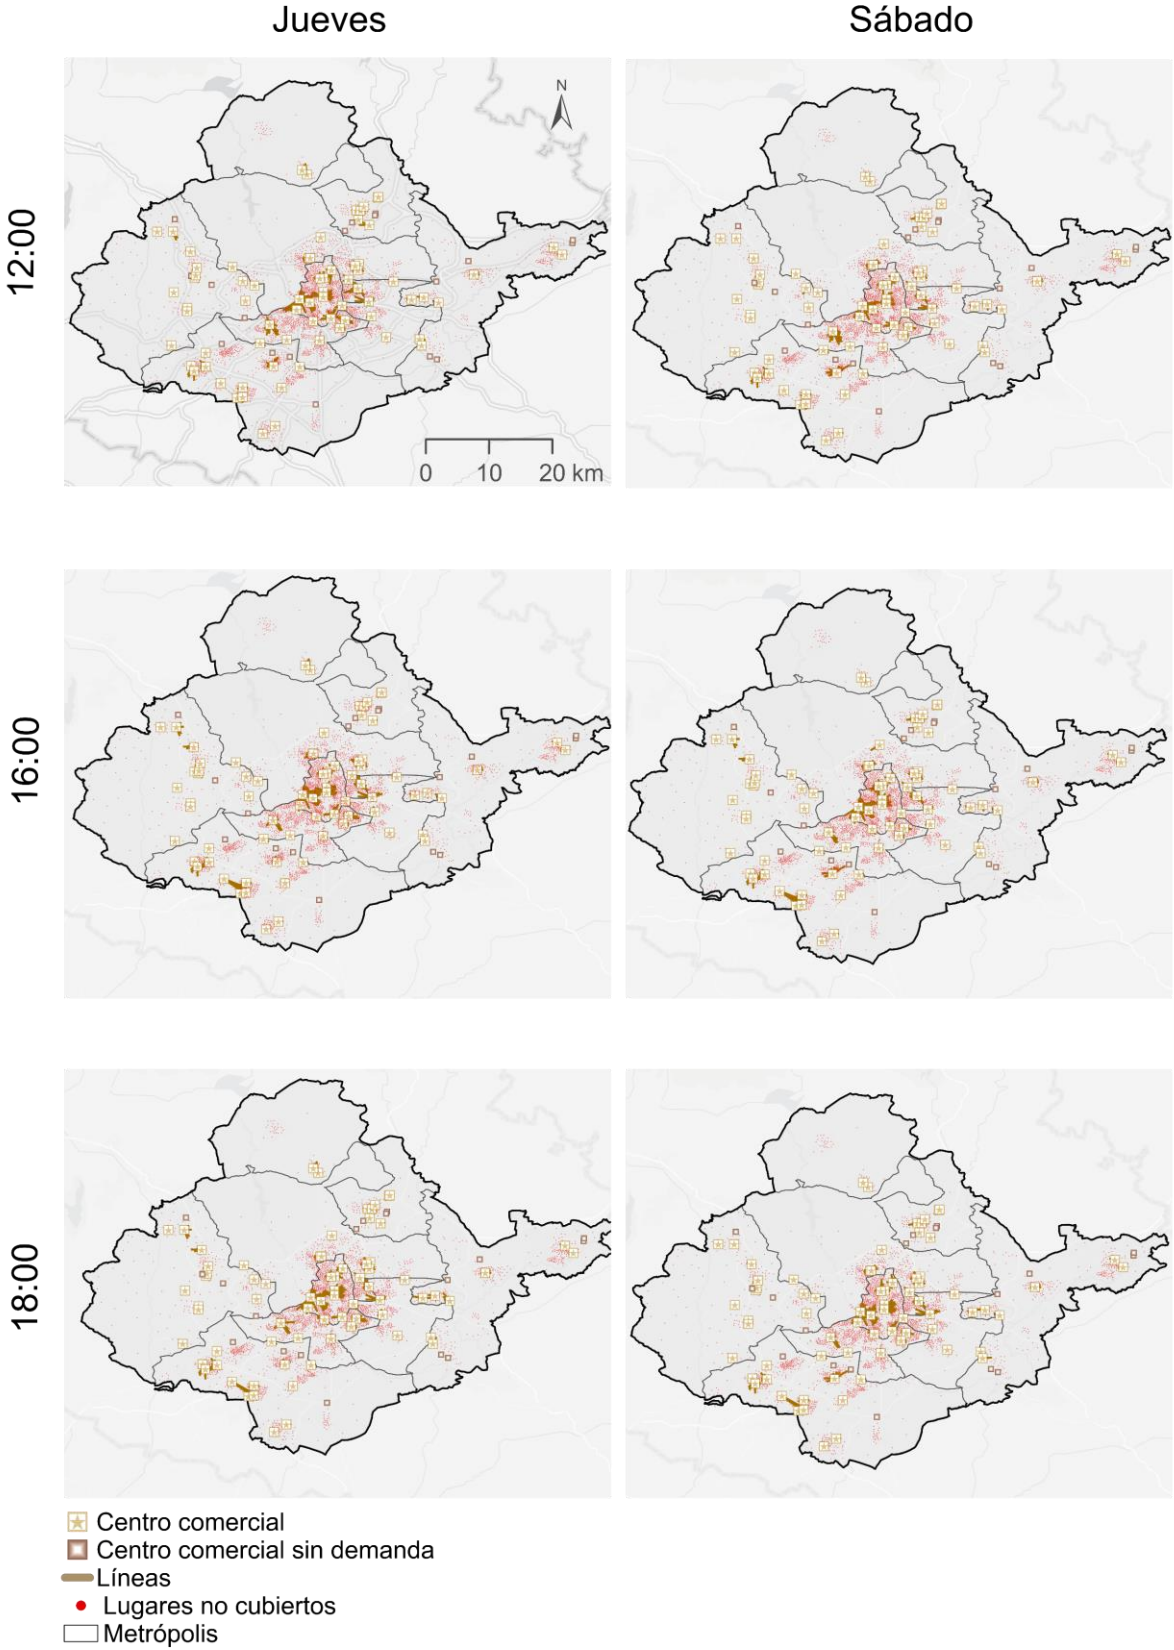 Jueves
Sábado
12:00
N
0 10 20 km
16:00
18:00
Centro comercial
Centro comercial sin demanda
Líneas
Lugares no cubiertos
Metrópolis